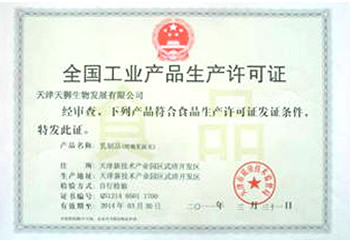 全国工业产品生产许可证
天津天狮生物发展有限公司
经审查，下列产品符合食品生产许可证发证条件，
特发此证。
食品
产品名称 乳制品
住所 天津新技术产业园区武清开发区
生产地址 天津新技术产业园区武清开发区
检验方式 自行检验
证书编号 QS1214 0501 1700
有效期至 2014年03月30日
二〇一一年三月三十一日